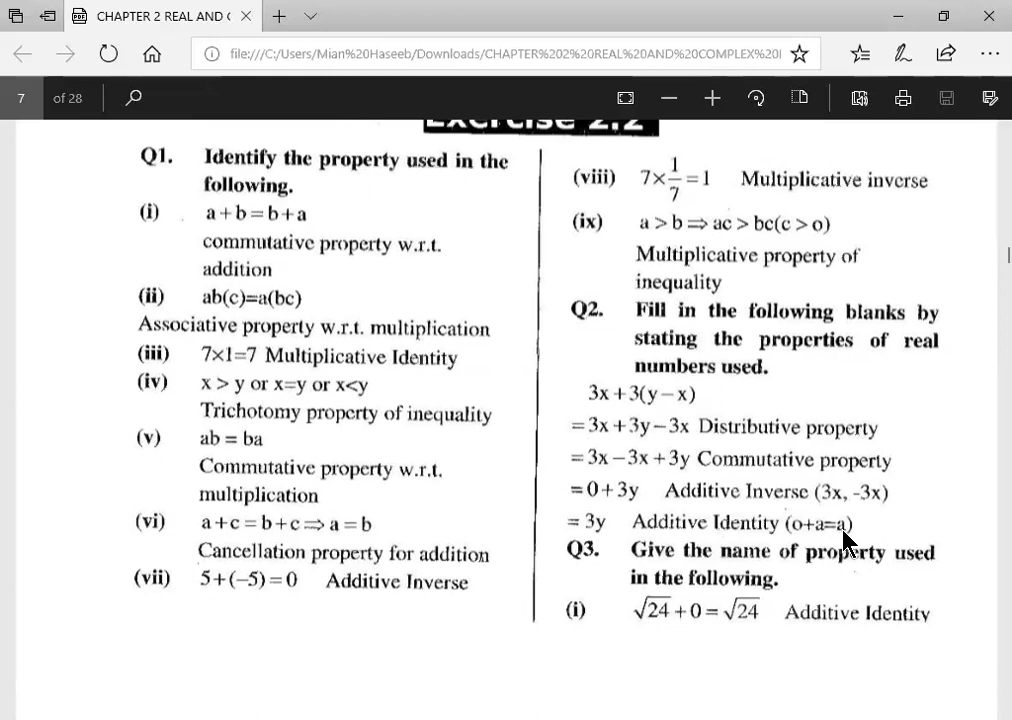 CHAPTER 2 REAL AND (
file:///C:/Users/Mian%20Haseeb/Downloads/CHAPTER%202%20REAL%20AND%20COMPLEX%20
7 of 28
Exercise 2.2
Q1. Identify the property used in the
following.
(i) a+b=b+a
commutative property w.r.t.
addition
(ii) ab(c)=a(bc)
Associative property w.r.t. multiplication
(iii) 7×1=7 Multiplicative Identity
(iv) x > y or x=y or x<y
Trichotomy property of inequality
(v) ab = ba
Commutative property w.r.t.
multiplication
(vi) a+c=b+c⇒a=b
Cancellation property for addition
(vii) 5+(−5)=0 Additive Inverse
(viii) 7×1/7=1 Multiplicative inverse
(ix) a>b⇒ac>bc(c>o)
Multiplicative property of
inequality
Q2. Fill in the following blanks by
stating the properties of real
numbers used.
3x+3(y−x)
=3x+3y−3x Distributive property
=3x−3x+3y Commutative property
=0+3y Additive Inverse (3x, -3x)
= 3y Additive Identity (o+a=a)
Q3. Give the name of property used
in the following.
(i) √24+0=√24 Additive Identity